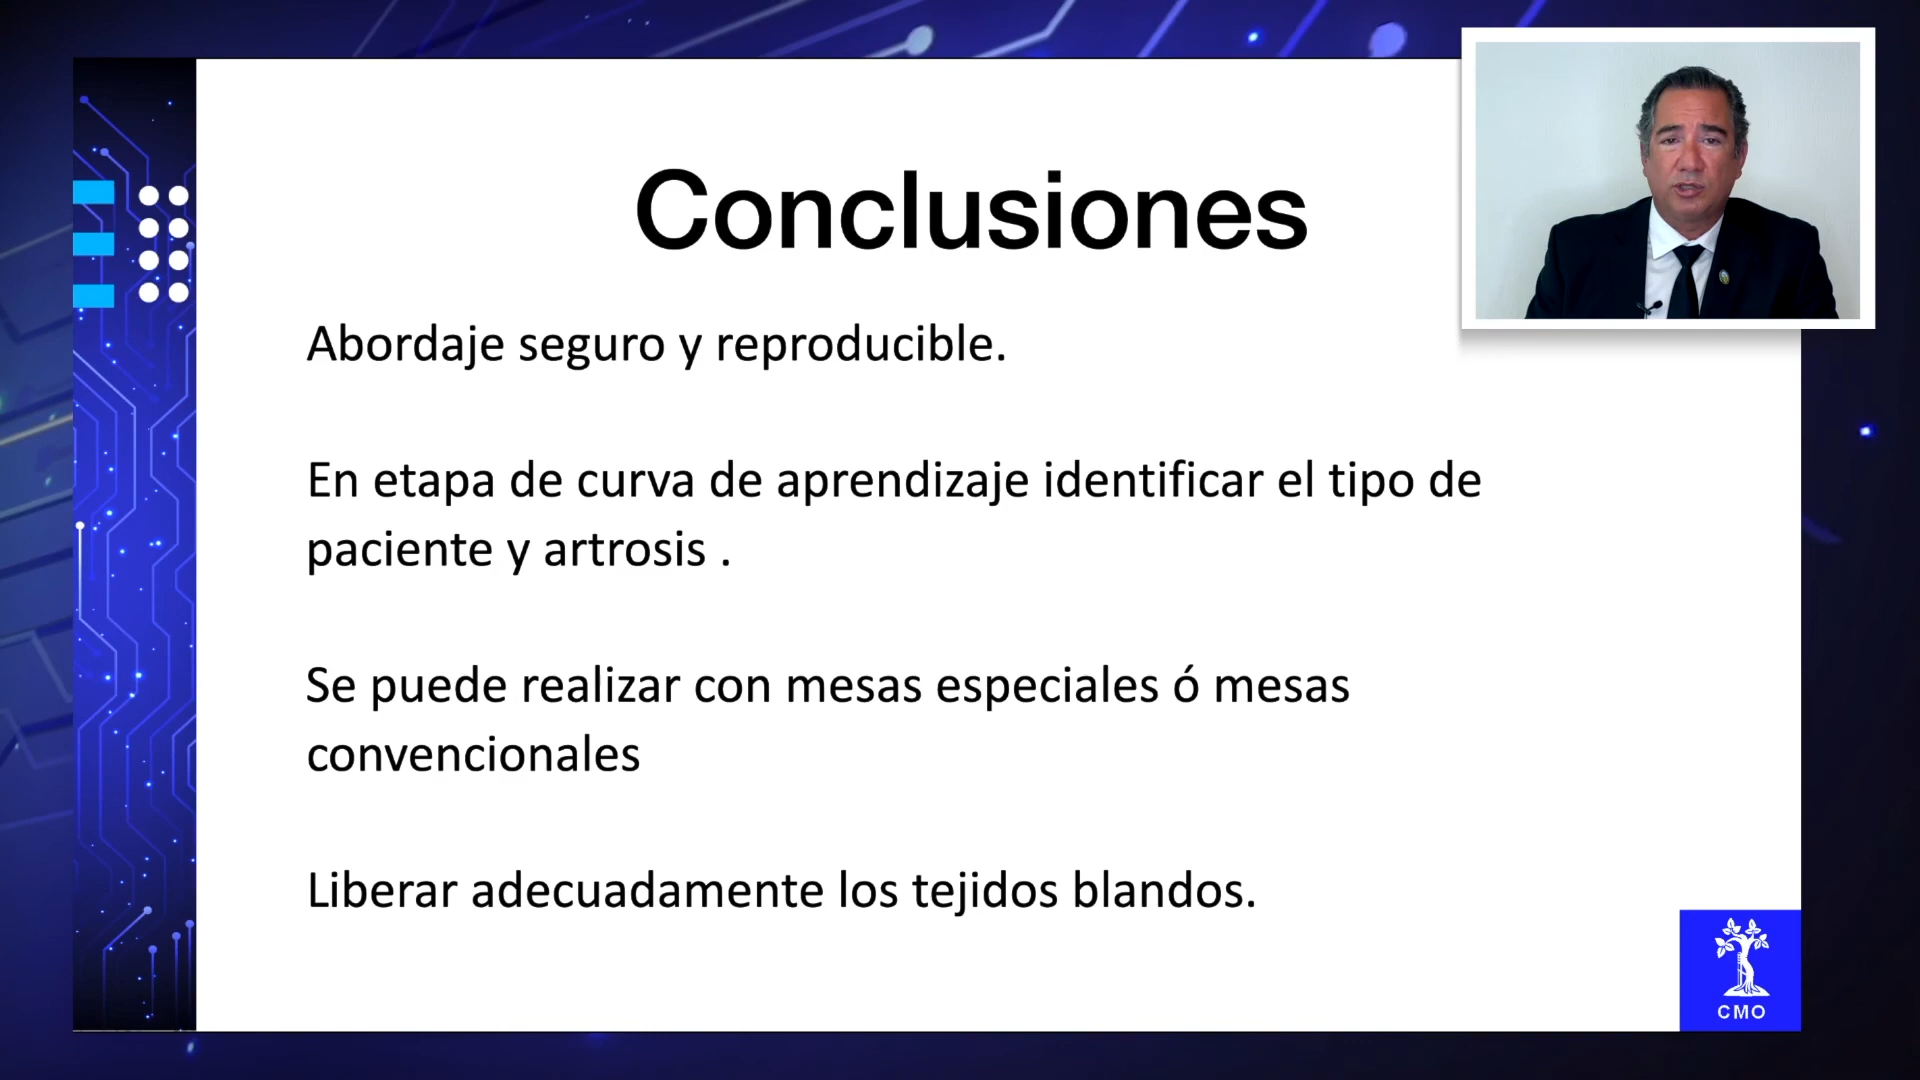 Conclusiones
Abordaje seguro y reproducible.
En etapa de curva de aprendizaje identificar el tipo de
paciente y artrosis .
Se puede realizar con mesas especiales ó mesas
convencionales
Liberar adecuadamente los tejidos blandos.
CMO